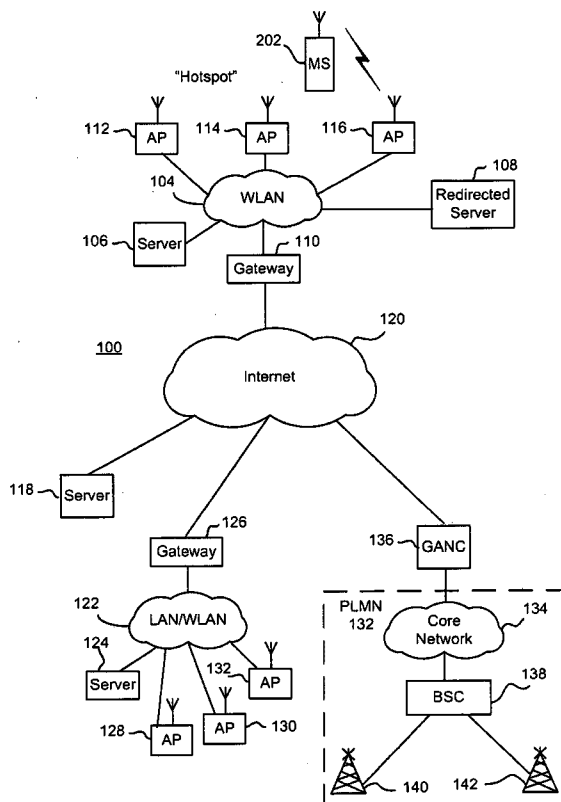 202
MS
"Hotspot"
112
AP
114
AP
116
AP
108
104
WLAN
Redirected
Server
106
Server
110
Gateway
120
100
Internet
118
Server
126
Gateway
136
GANC
122
LAN/WLAN
PLMN
132
134
Core
Network
124
Server
132
AP
138
BSC
128
AP
AP
130
140
142